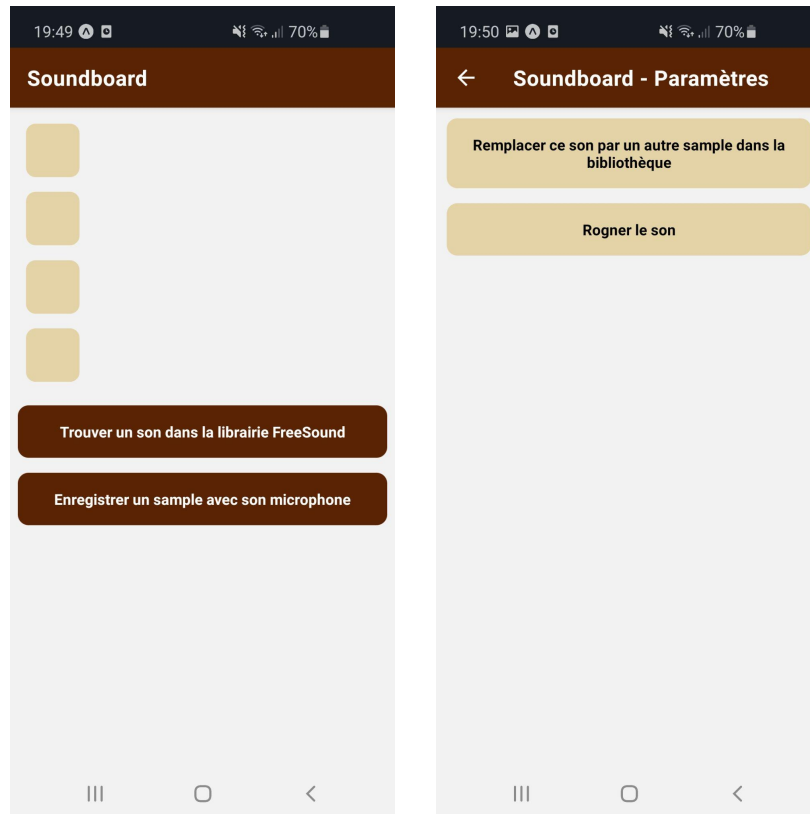 19:49
70%
Soundboard
Trouver un son dans la librairie FreeSound
Enregistrer un sample avec son microphone
19:50
70%
Soundboard - Paramètres
Remplacer ce son par un autre sample dans la
bibliothèque
Rogner le son